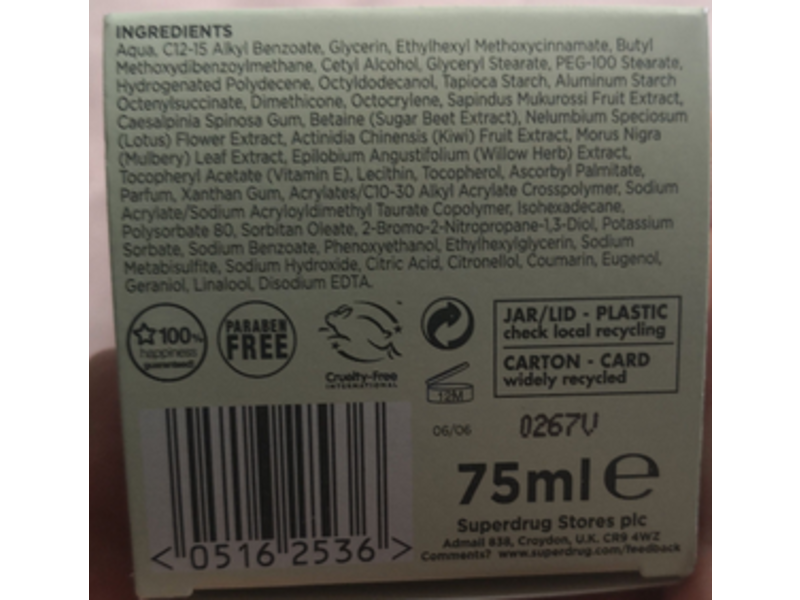 INGREDIENTS
Aqua, C12-15 Alkyl Benzoate, Glycerin, Ethylhexyl Methoxycinnamate, Butyl
Methoxydibenzoylmethane, Cetyl Alcohol, Glyceryl Stearate, PEG-100 Stearate,
Hydrogenated Polydecene, Octyldodecanol, Tapioca Starch, Aluminum Starch
Octenylsuccinate, Dimethicone, Octocrylene, Sapindus Mukurossi Fruit Extract,
Caesalpinia Spinosa Gum, Betaine (Sugar Beet Extract), Nelumbium Speciosum
(Lotus) Flower Extract, Actinidia Chinensis (Kiwi) Fruit Extract, Morus Nigra
(Mulbery) Leaf Extract, Epilobium Angustifolium (Willow Herb) Extract,
Tocopheryl Acetate (Vitamin E), Lecithin, Tocopherol, Ascorbyl Palmitate,
Parfum, Xanthan Gum, Acrylates/C10-30 Alkyl Acrylate Crosspolymer, Sodium
Acrylate/Sodium Acryloyldimethyl Taurate Copolymer, Isohexadecane,
Polysorbate 80, Sorbitan Oleate, 2-Bromo-2-Nitropropane-1,3-Diol, Potassium
Sorbate, Sodium Benzoate, Phenoxyethanol, Ethylhexylglycerin, Sodium
Metabisulfite, Sodium Hydroxide, Citric Acid, Citronellol, Coumarin, Eugenol,
Geraniol, Linalool, Disodium EDTA.
100%
happiness
guaranteed!
PARABEN
FREE
Cruelty-Free
INTERNATIONAL
12M
JAR/LID - PLASTIC
check local recycling
CARTON - CARD
widely recycled
06/06
0267V
75ml e
Superdrug Stores plc
Admail 838, Croydon, U.K. CR9 4WZ
Comments? www.superdrug.com/feedback
<0516 2536>